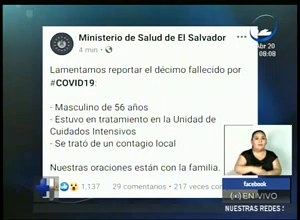 Ministerio de Salud de El Salvador
4 min
Abr 20
08:08
Lamentamos reportar el décimo fallecido por
#COVID19:
- Masculino de 56 años
- Estuvo en tratamiento en la Unidad de
Cuidados Intensivos
- Se trató de un contagio local
Nuestras oraciones están con la familia.
1,137
29 comentarios • 217 veces com
facebook
EN VIVO
NUESTRAS REDES S